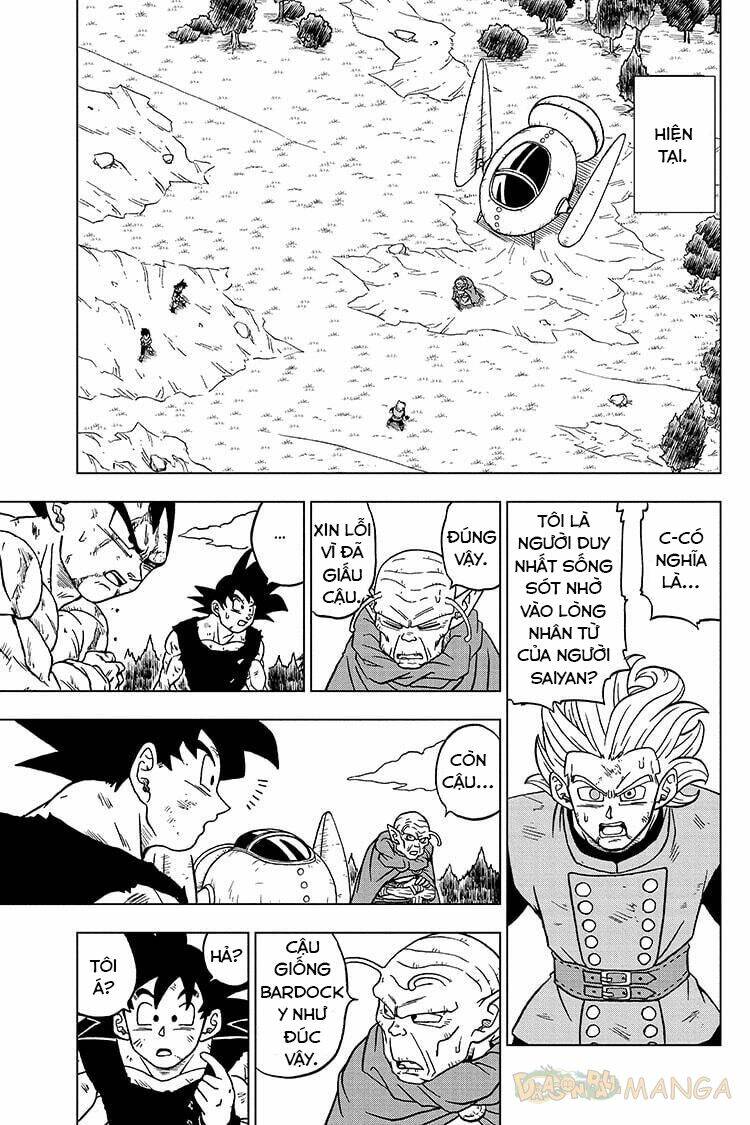 HIỆN
TẠI.
C-CÓ
NGHĨA
LÀ...
TÔI LÀ
NGƯỜI DUY
NHẤT SỐNG
SÓT NHỜ
VÀO LÒNG
NHÂN TỪ
CỦA NGƯỜI
SAIYAN?
ĐÚNG
VẬY.
XIN LỖI
VÌ ĐÃ
GIẤU
CẬU.
...
CÒN
CẬU...
CẬU
GIỐNG
BARDOCK
Y NHƯ
ĐÚC
VẬY.
HẢ?
TÔI
Á?
DRAGON BALL MANGA